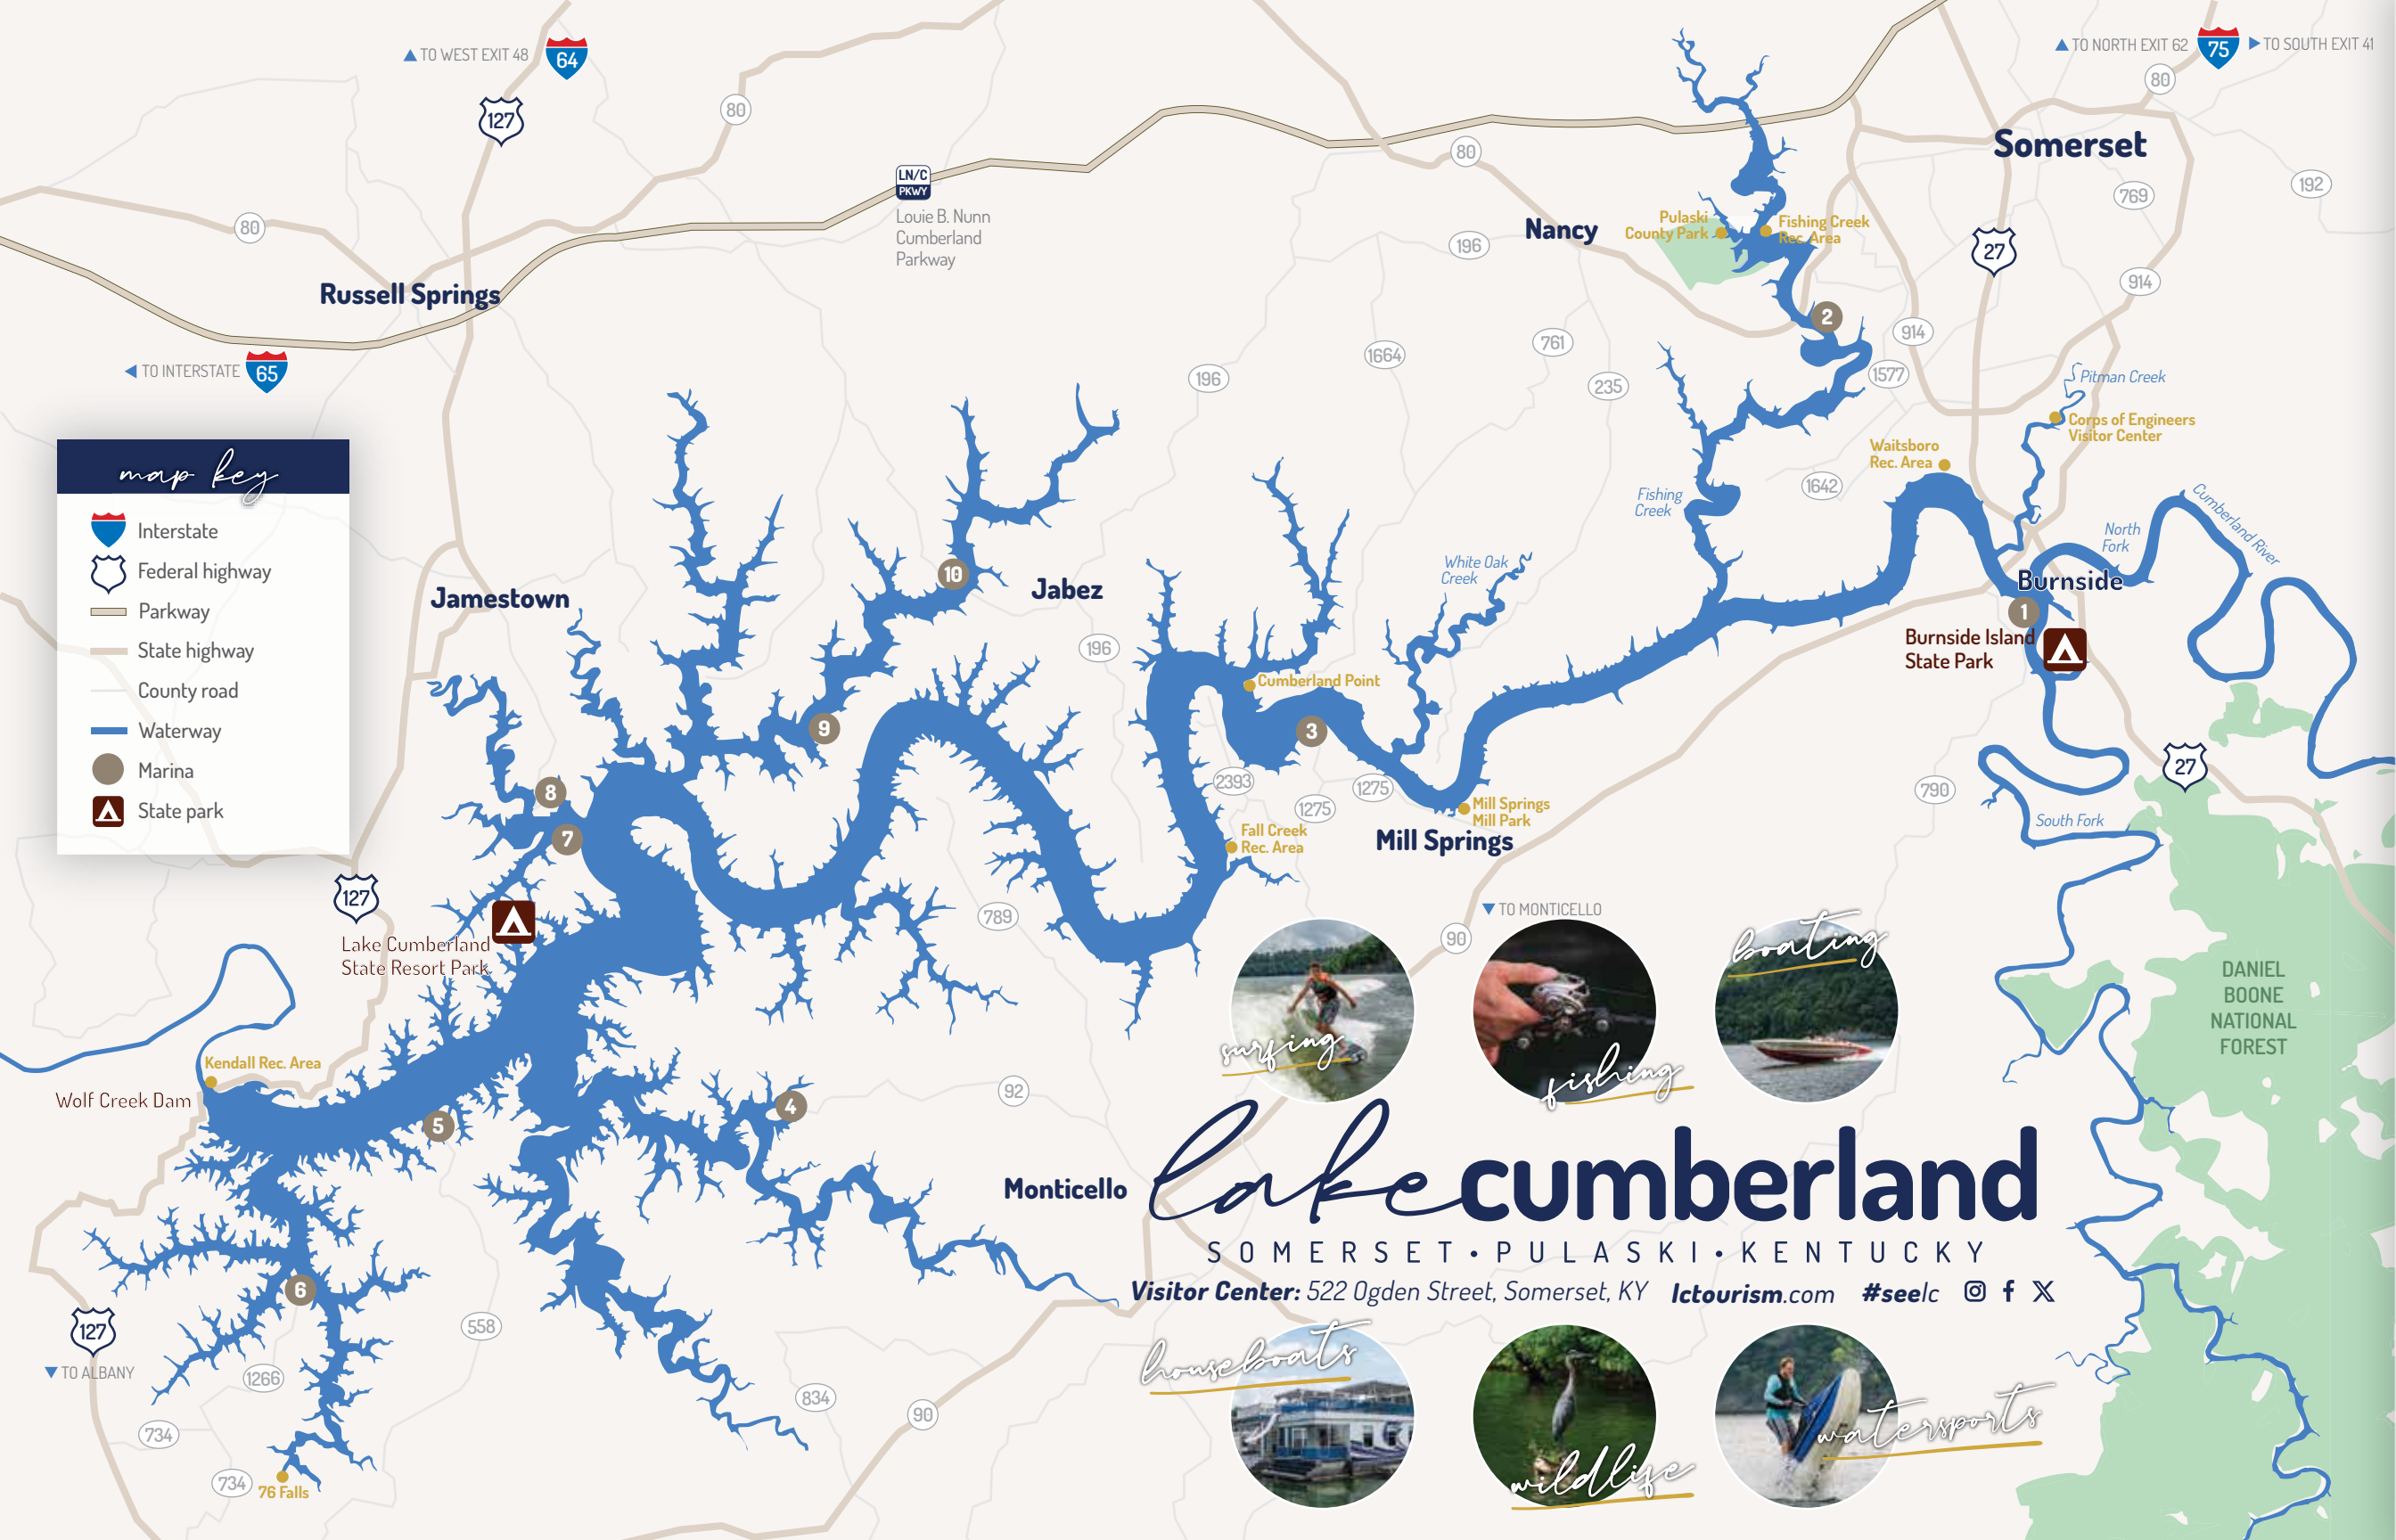 TO WEST EXIT 48
64
TO NORTH EXIT 62
75
TO SOUTH EXIT 41
80
127
80
80
Somerset
769
192
LN/C
PKWY
Louie B. Nunn
Cumberland
Parkway
80
196
Nancy
Pulaski
County Park
Fishing Creek
Rec. Area
27
914
Russell Springs
2
914
TO INTERSTATE
65
196
1664
761
235
1577
Pitman Creek
Corps of Engineers
Visitor Center
Waitsboro
Rec. Area
1642
Fishing
Creek
Cumberland River
North
Fork
map key
Interstate
Federal highway
Parkway
State highway
County road
Waterway
Marina
State park
Jamestown
10
Jabez
White Oak
Creek
Burnside
1
Burnside Island
State Park
196
Cumberland Point
9
3
27
8
2393
1275
1275
790
Mill Springs
Mill Park
South Fork
7
Fall Creek
Rec. Area
Mill Springs
127
789
TO MONTICELLO
90
Lake Cumberland
State Resort Park
DANIEL
BOONE
NATIONAL
FOREST
boating
surfing
fishing
Kendall Rec. Area
Wolf Creek Dam
92
4
5
Monticello
lake cumberland
SOMERSET • PULASKI • KENTUCKY
Visitor Center: 522 Ogden Street, Somerset, KY lctourism.com #seelc
6
127
TO ALBANY
558
1266
834
90
734
734
76 Falls
houseboats
wildlife
watersports